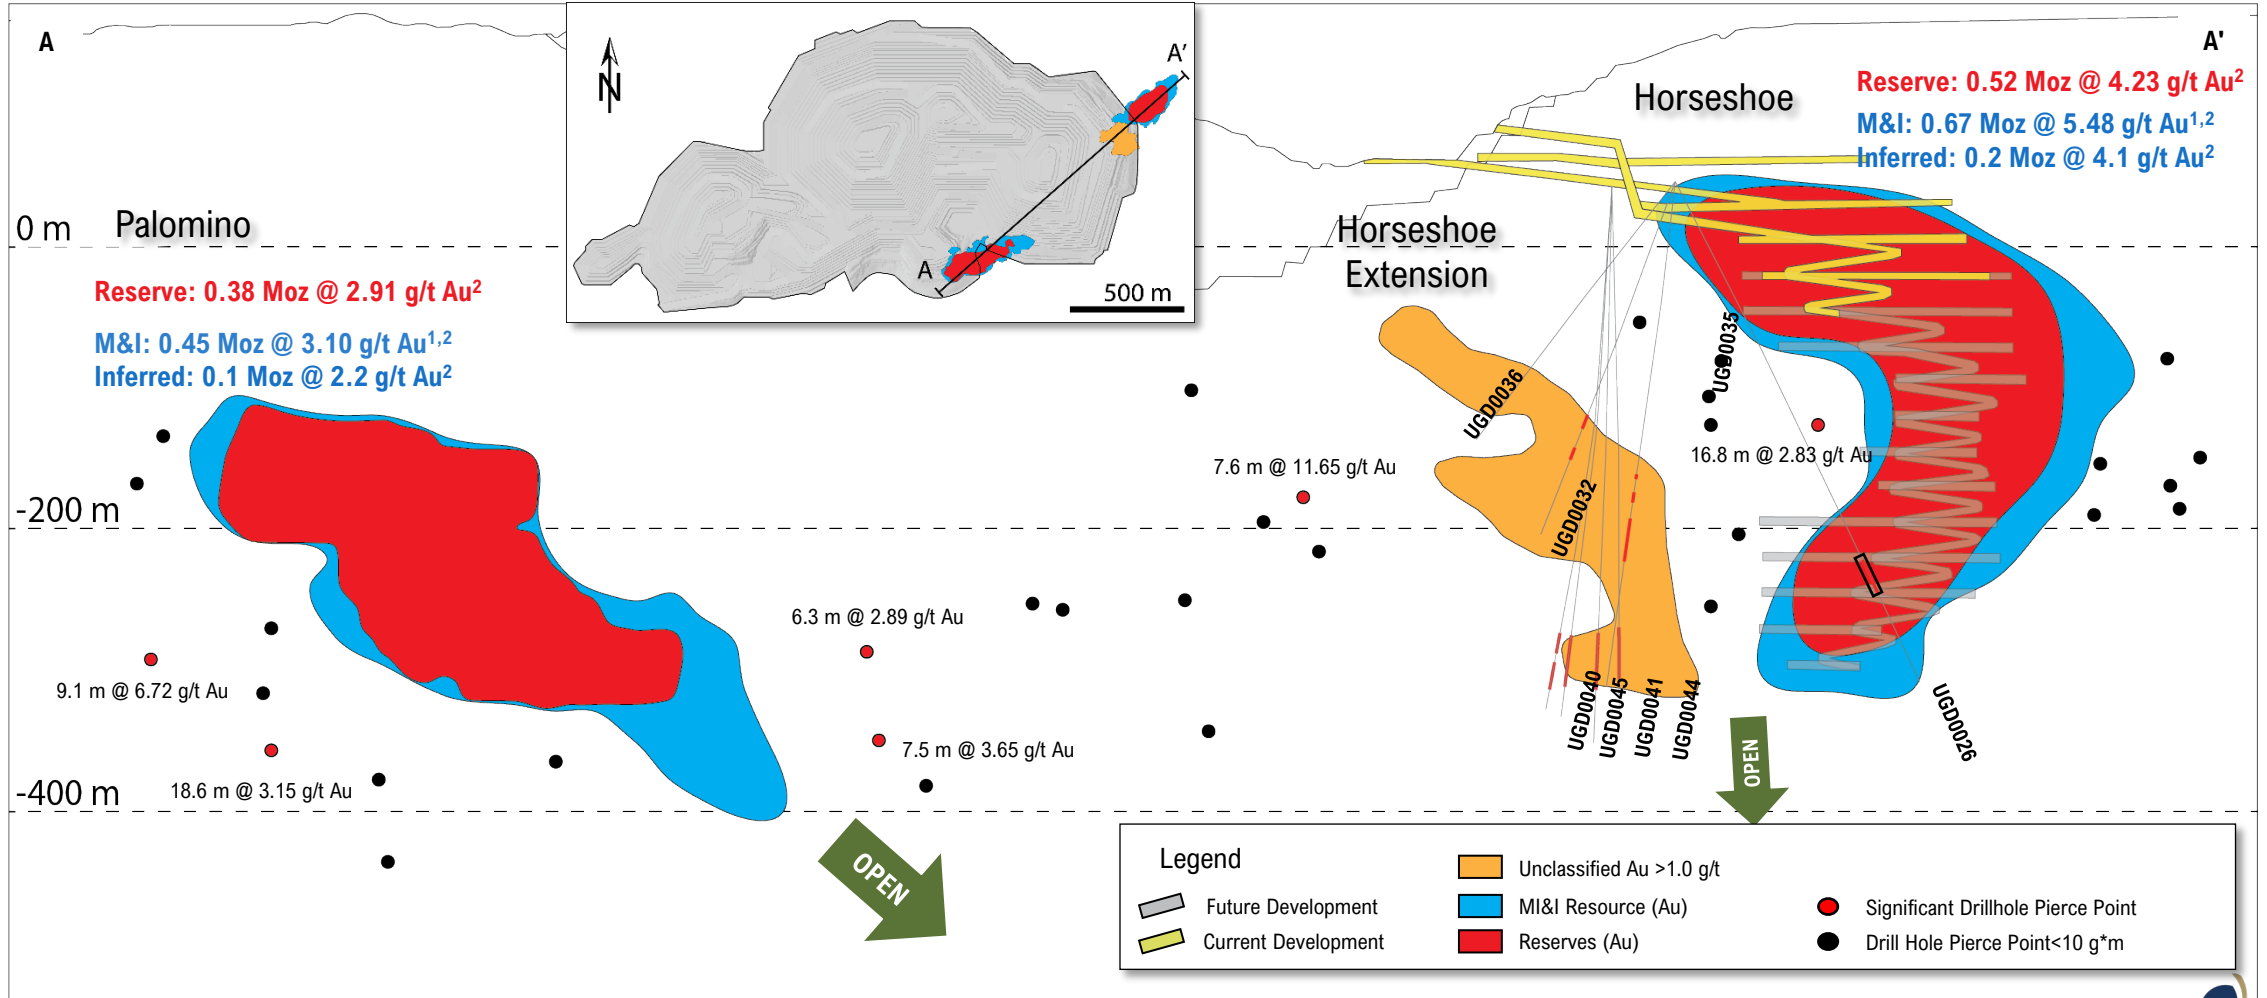 A
A'
N
A'
A
500 m
Horseshoe
Reserve: 0.52 Moz @ 4.23 g/t Au2
M&I: 0.67 Moz @ 5.48 g/t Au1,2
Inferred: 0.2 Moz @ 4.1 g/t Au2
0 m
Palomino
Reserve: 0.38 Moz @ 2.91 g/t Au2
M&I: 0.45 Moz @ 3.10 g/t Au1,2
Inferred: 0.1 Moz @ 2.2 g/t Au2
Horseshoe
Extension
UGD0035
UGD0036
16.8 m @ 2.83 g/t Au
7.6 m @ 11.65 g/t Au
-200 m
UGD0032
6.3 m @ 2.89 g/t Au
9.1 m @ 6.72 g/t Au
7.5 m @ 3.65 g/t Au
18.6 m @ 3.15 g/t Au
UGD0040
UGD0045
UGD0041
UGD0044
UGD0026
OPEN
-400 m
OPEN
Legend
Future Development
Current Development
Unclassified Au >1.0 g/t
MI&I Resource (Au)
Reserves (Au)
Significant Drillhole Pierce Point
Drill Hole Pierce Point<10 g*m